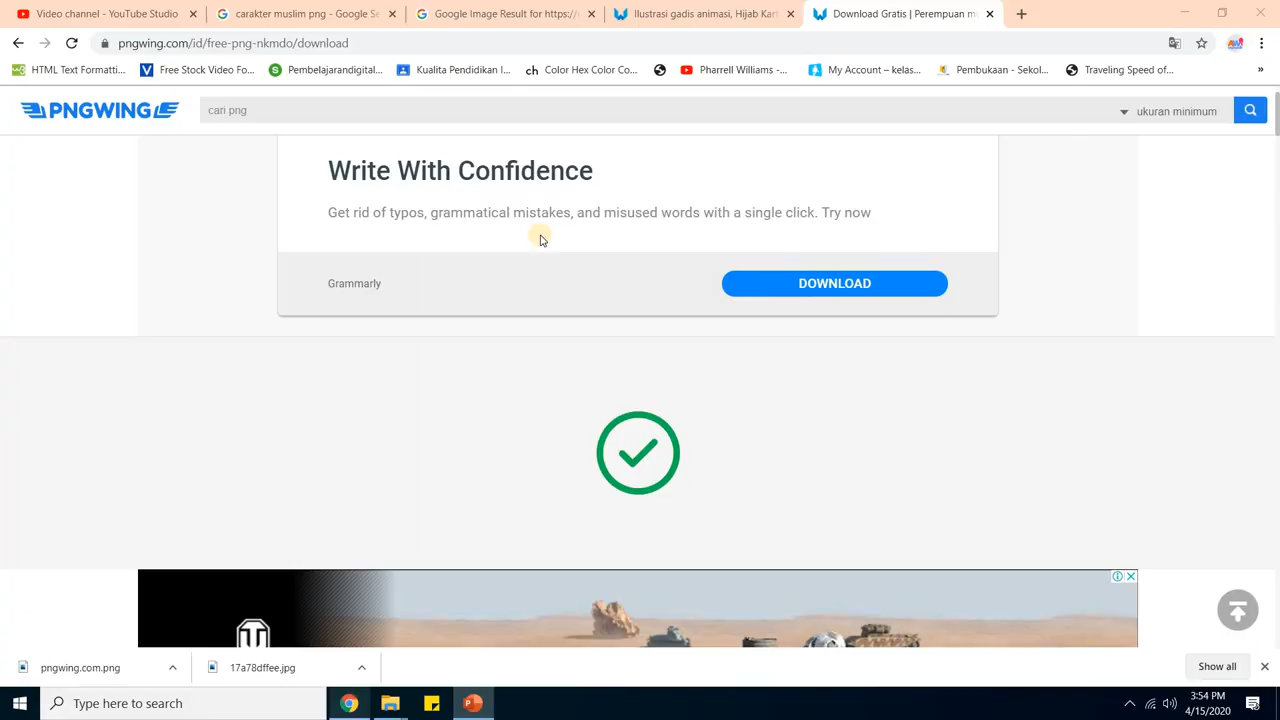 Video channel - YouTube Studio
carakter muslim png - Google Se
Google Image Result for https://
Ilustrasi gadis animasi, Hijab Kart
Download Gratis | Perempuan m
pngwing.com/id/free-png-nkmdo/download
HTML Text Formatti...
Free Stock Video Fo...
Pembelajarandigital...
Kualita Pendidikan I...
ch Color Hex Color Co...
Pharrell Williams -...
My Account – kelas...
Pembukaan - Sekol...
Traveling Speed of...
»
PNGWING
cari png
ukuran minimum
Write With Confidence
Get rid of typos, grammatical mistakes, and misused words with a single click. Try now
Grammarly
DOWNLOAD
pngwing.com.png
17a78dffee.jpg
Show all
Type here to search
3:54 PM
4/15/2020